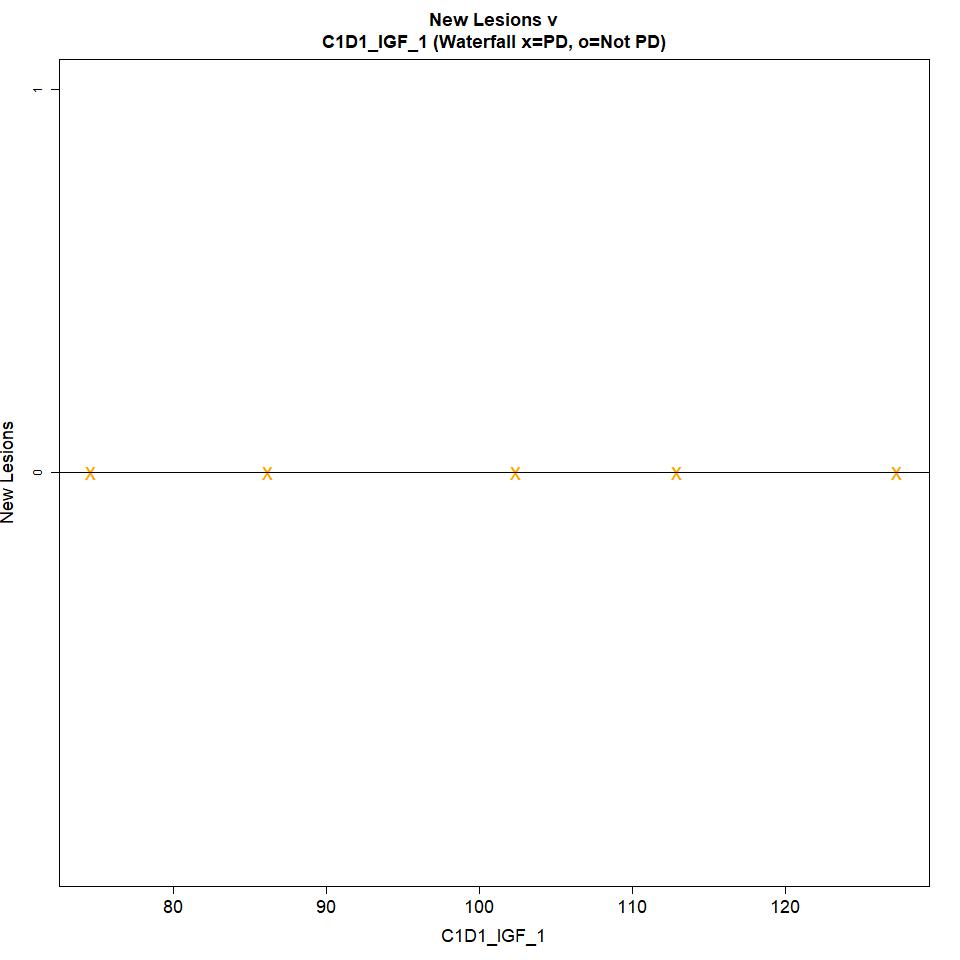 New Lesions v
C1D1_IGF_1 (Waterfall x=PD, o=Not PD)
1
0
New Lesions
X X X X X
80 90 100 110 120
C1D1_IGF_1